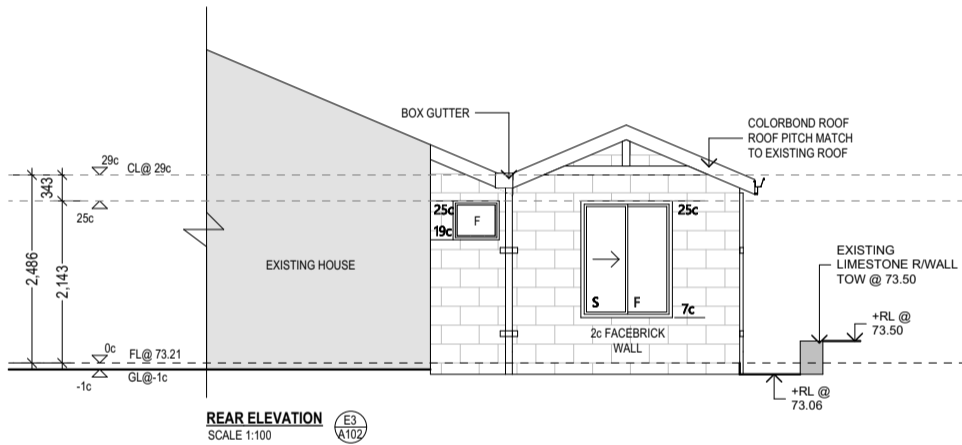 BOX GUTTER
COLORBOND ROOF
ROOF PITCH MATCH
TO EXISTING ROOF
29c
CL@ 29c
343
25c
2,486
2,143
25c
19c
F
25c
EXISTING HOUSE
S
F
7c
2c FACEBRICK
WALL
EXISTING
LIMESTONE R/WALL
TOW @ 73.50
+RL @
73.50
0c
FL@ 73.21
GL@-1c
-1c
+RL @
73.06
REAR ELEVATION
SCALE 1:100
E3
A102